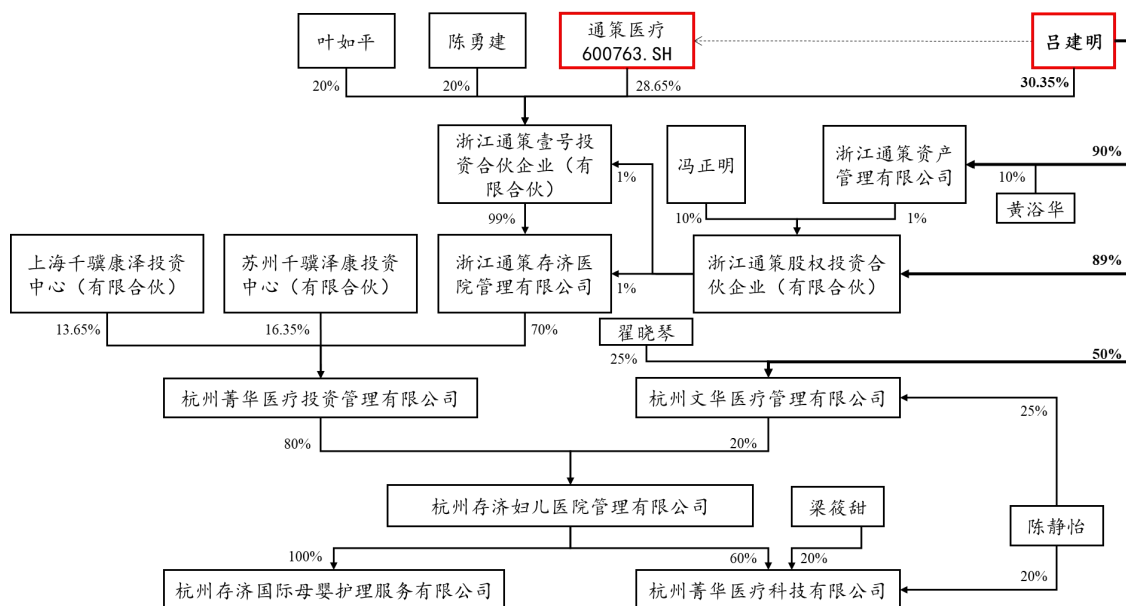 叶如平
陈勇建
通策医疗
600763.SH
吕建明
20%
20%
28.65%
30.35%
浙江通策壹号投
资合伙企业（有
限合伙）
冯正明
浙江通策资产
管理有限公司
90%
1%
10%
黄浴华
99%
10%
1%
上海千骥康泽投资
中心（有限合伙）
苏州千骥泽康投资
中心（有限合伙）
浙江通策存济医
院管理有限公司
浙江通策股权投资合
伙企业（有限合伙）
89%
1%
13.65%
16.35%
70%
翟晓琴
25%
50%
杭州菁华医疗投资管理有限公司
杭州文华医疗管理有限公司
25%
80%
20%
杭州存济妇儿医院管理有限公司
梁筱甜
陈静怡
100%
60%
20%
20%
杭州存济国际母婴护理服务有限公司
杭州菁华医疗科技有限公司